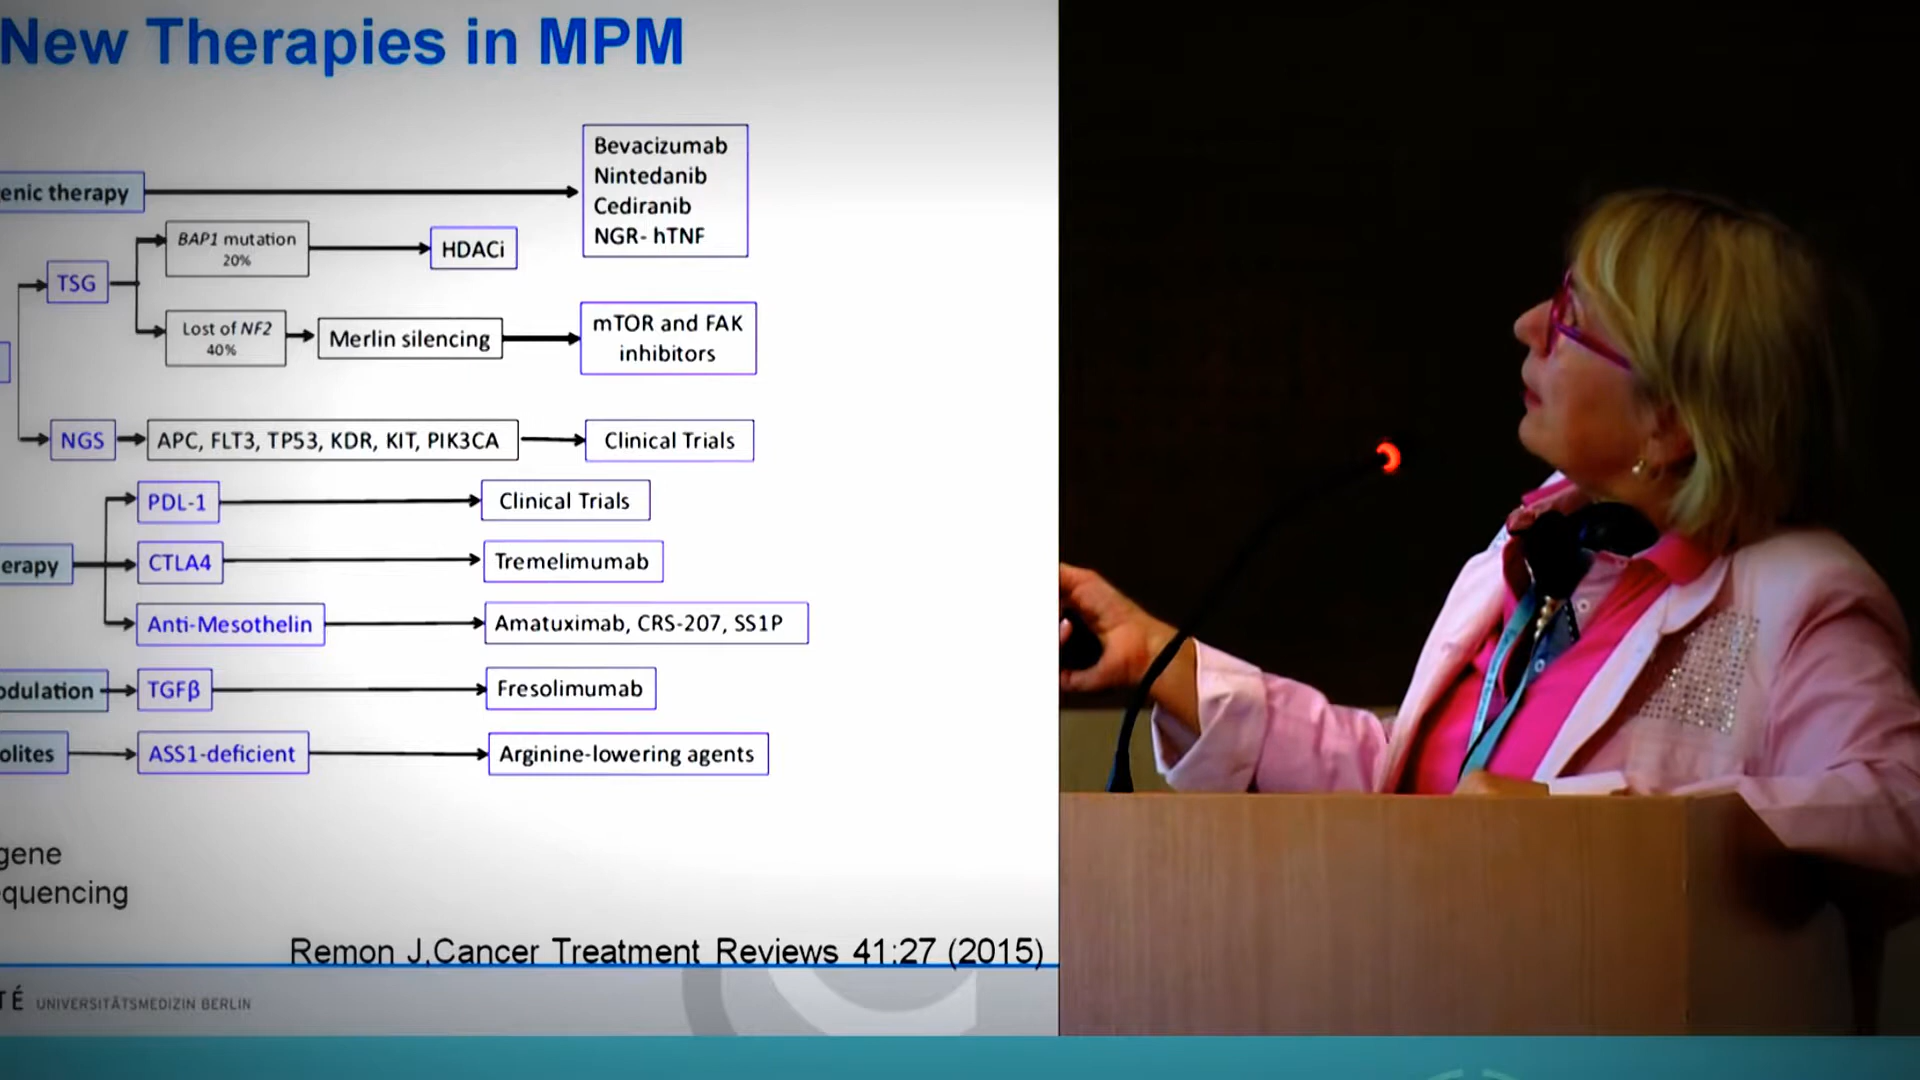 New Therapies in MPM
Bevacizumab
Nintedanib
Cediranib
NGR- hTNF
enic therapy
BAP1 mutation
20%
HDACi
TSG
Lost of NF2
40%
Merlin silencing
mTOR and FAK
inhibitors
NGS
APC, FLT3, TP53, KDR, KIT, PIK3CA
Clinical Trials
PDL-1
Clinical Trials
erapy
CTLA4
Tremelimumab
Anti-Mesothelin
Amatuximab, CRS-207, SS1P
odulation
TGFβ
Fresolimumab
olites
ASS1-deficient
Arginine-lowering agents
gene
quencing
Remon J,Cancer Treatment Reviews 41:27 (2015)
TÉ UNIVERSITÄTSMEDIZIN BERLIN